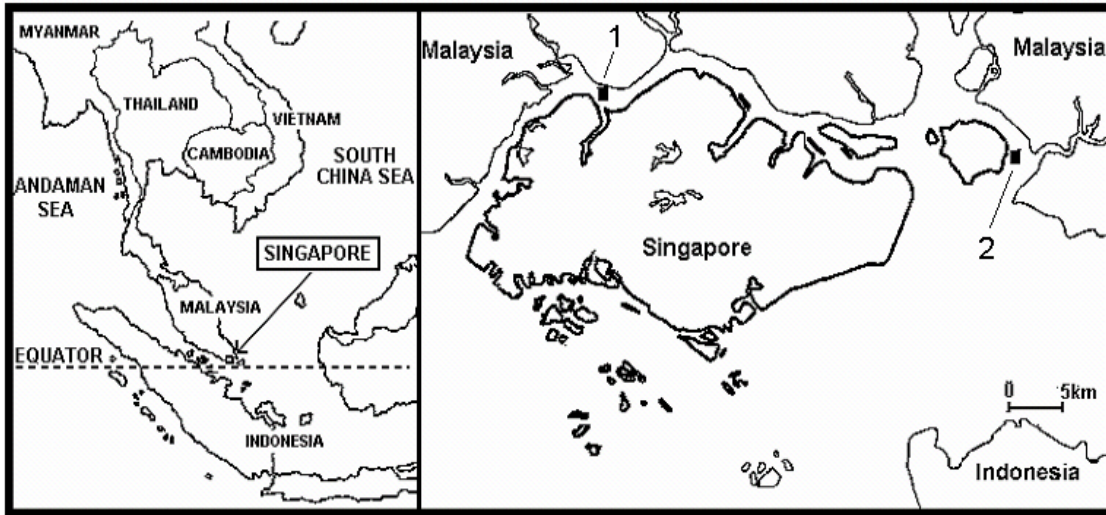 MYANMAR
THAILAND
VIETNAM
CAMBODIA
SOUTH
CHINA SEA
ANDAMAN
SEA
SINGAPORE
MALAYSIA
EQUATOR
INDONESIA
1
Malaysia
Malaysia
Singapore
2
0 5km
Indonesia